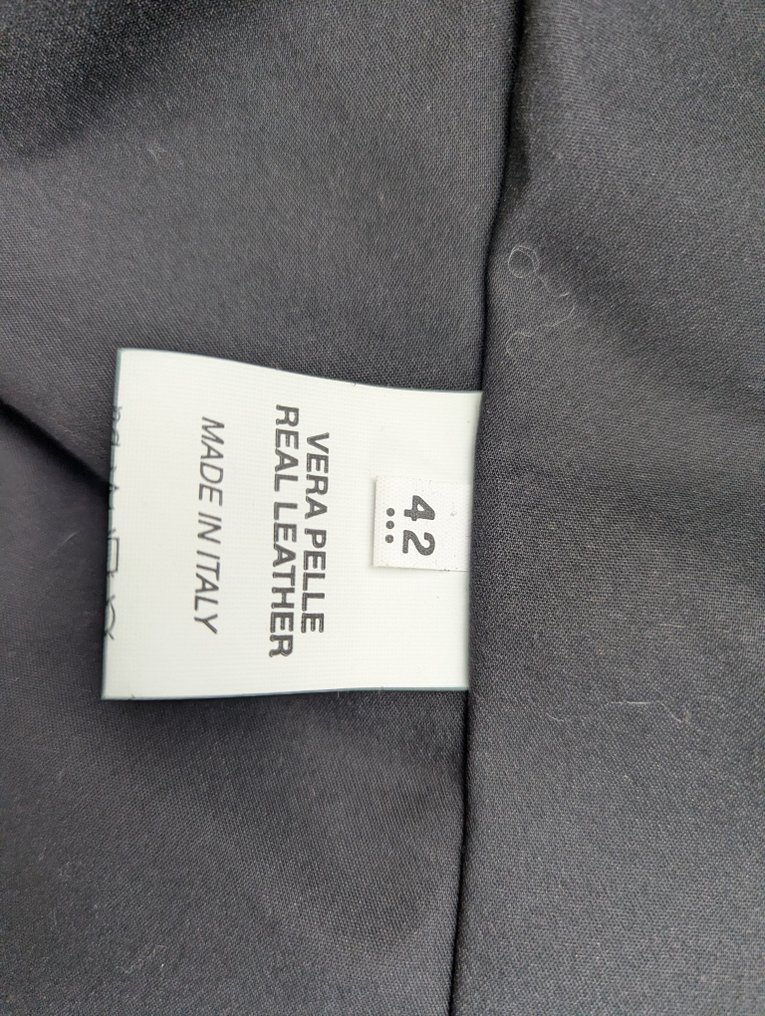 42
...
VERA PELLE
REAL LEATHER
MADE IN ITALY